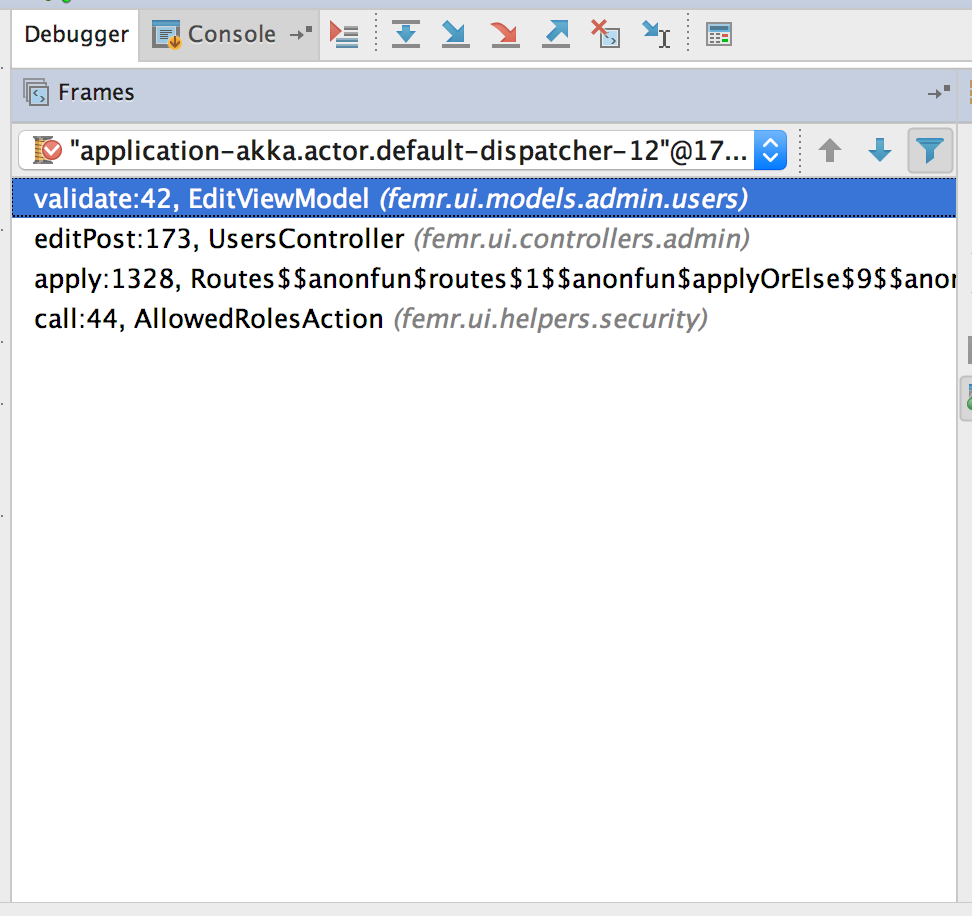 Debugger Console
Frames
"application-akka.actor.default-dispatcher-12"@17...
validate:42, EditViewModel (femr.ui.models.admin.users)
editPost:173, UsersController (femr.ui.controllers.admin)
apply:1328, Routes$$anonfun$routes$1$$anonfun$applyOrElse$9$$anon
call:44, AllowedRolesAction (femr.ui.helpers.security)